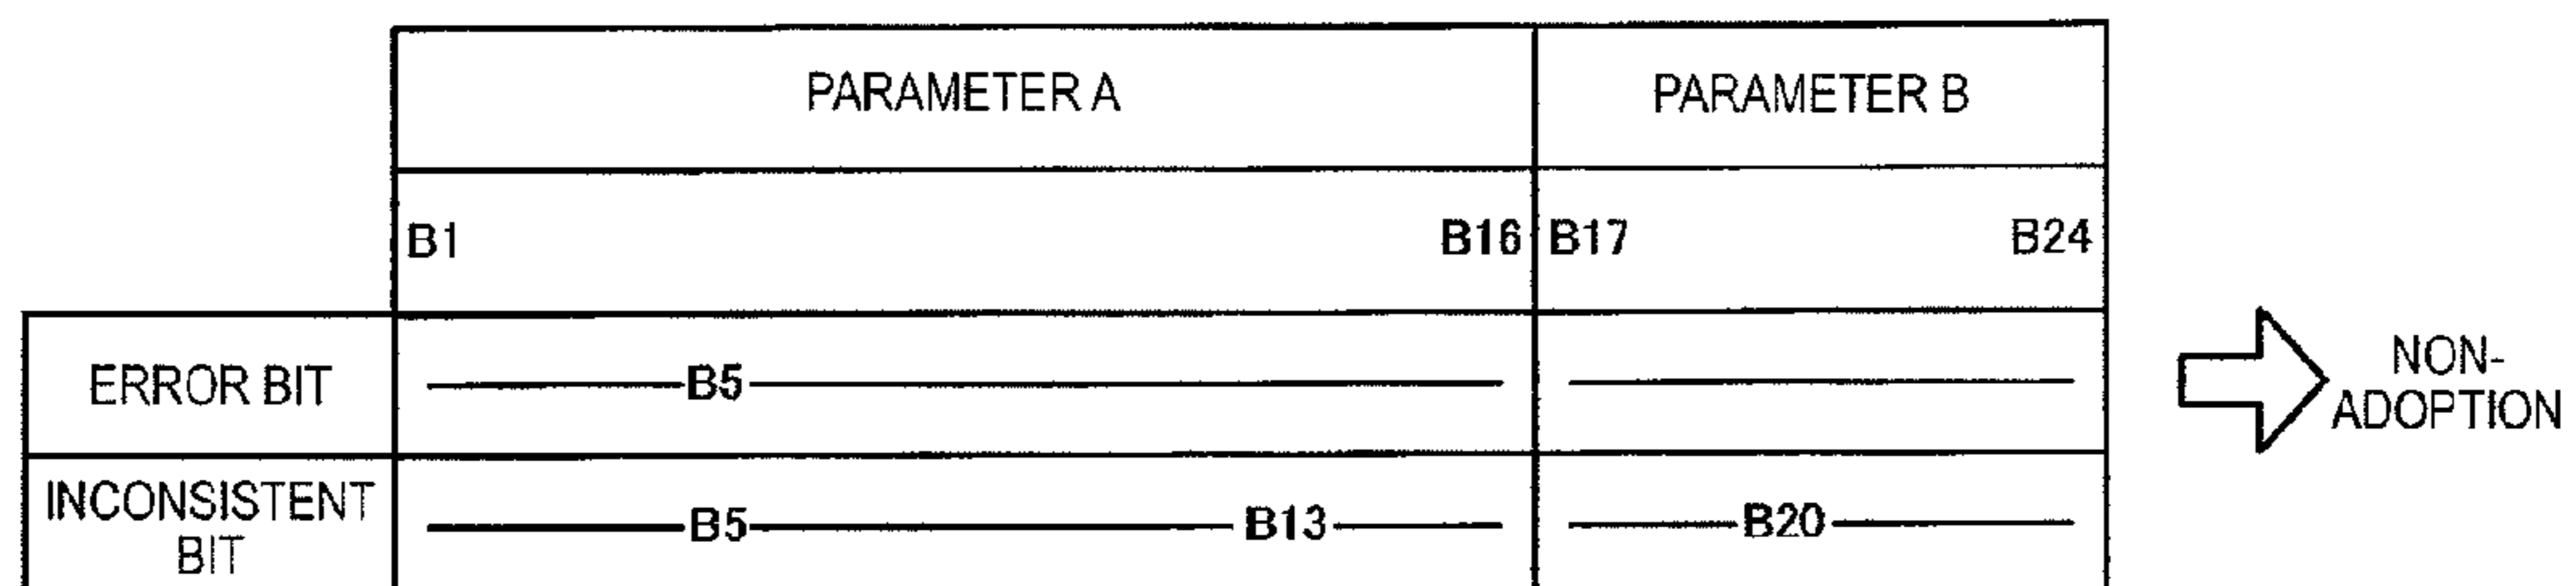 PARAMETER A PARAMETER B
B1 B16 B17 B24
ERROR BIT B5 NON-
ADOPTION
INCONSISTENT
BIT B5 B13 B20